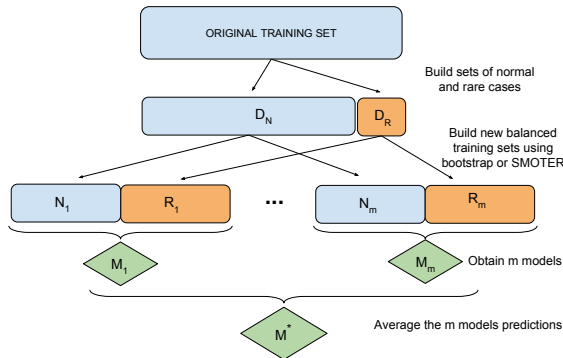 ORIGINAL TRAINING SET
Build sets of normal
and rare cases
D_N D_R
Build new balanced
training sets using
bootstrap or SMOTER
N_1 R_1 ... N_m R_m
M_1 M_m Obtain m models
M* Average the m models predictions